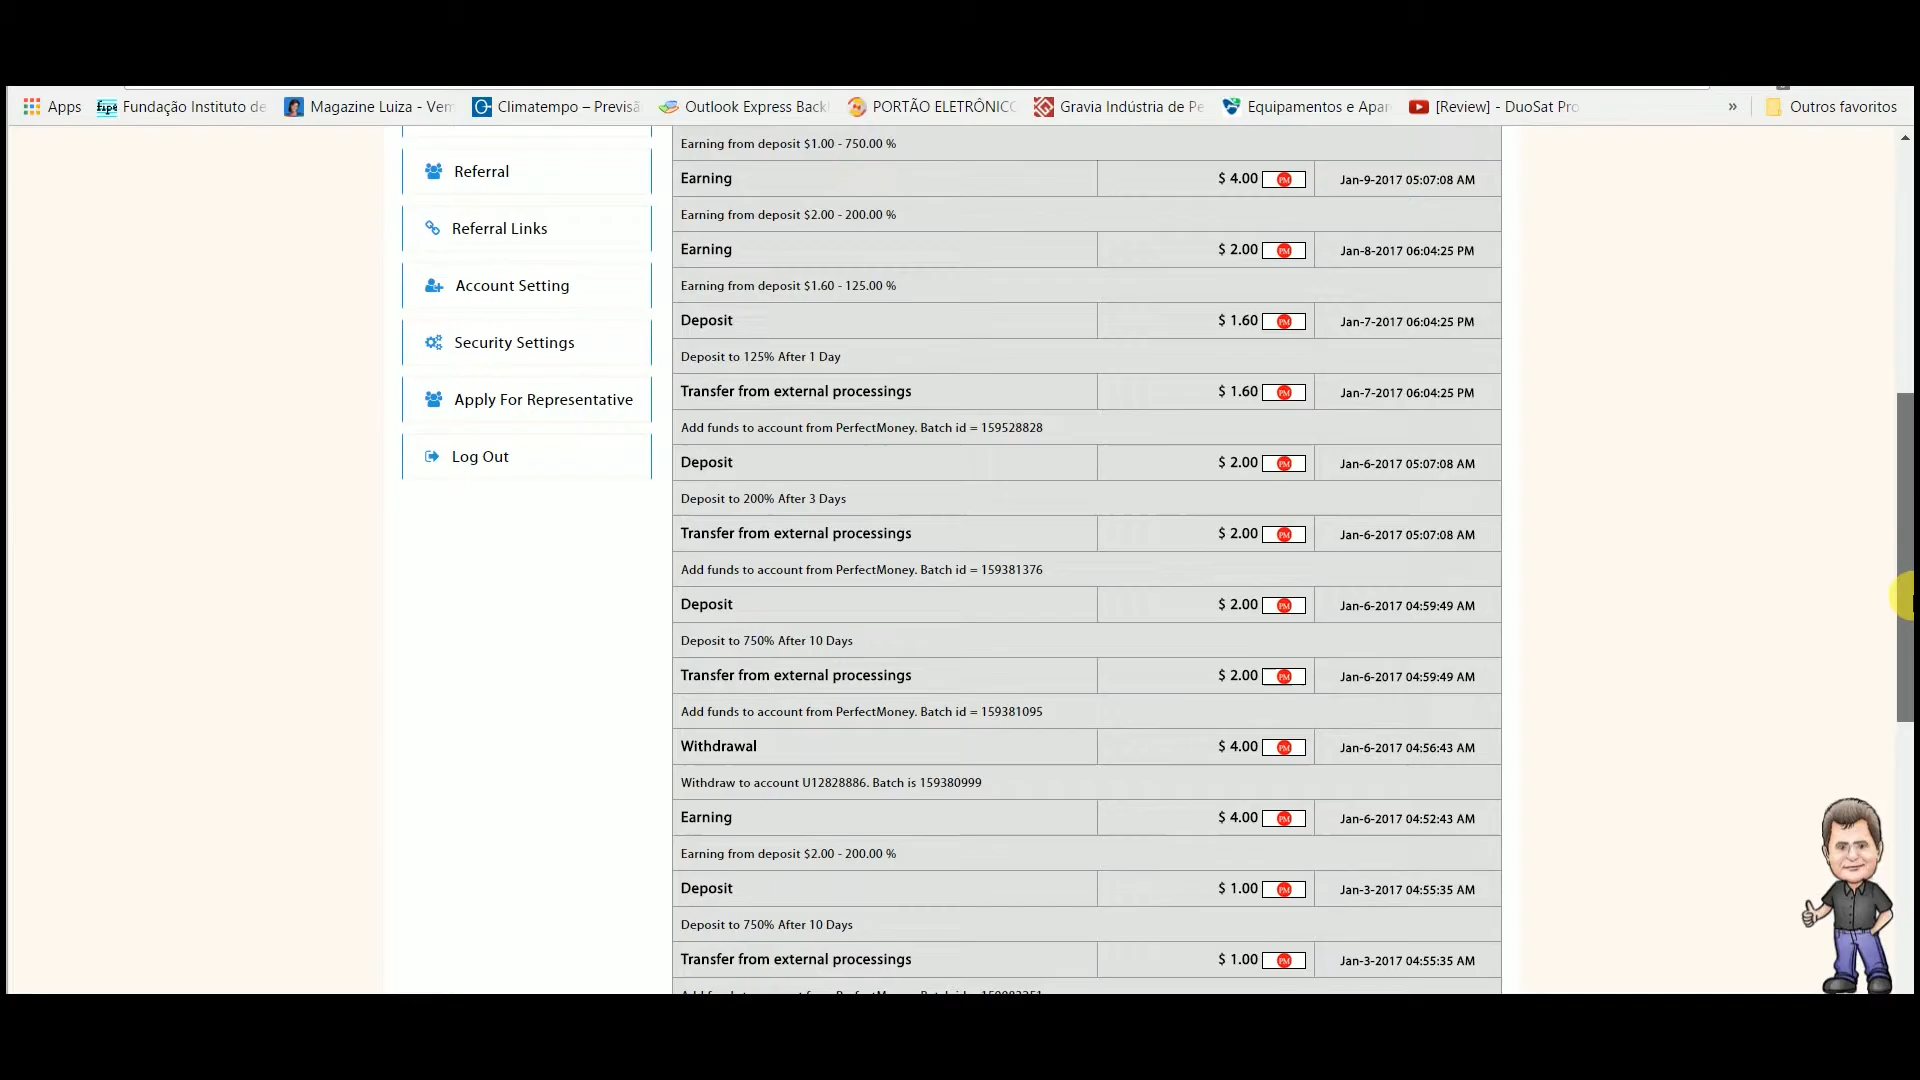 Apps
Fundação Instituto de
Magazine Luiza - Vem
Climatempo – Previsã
Outlook Express Back
PORTÃO ELETRÔNIC
Gravia Indústria de Pe
Equipamentos e Apar
[Review] - DuoSat Pro
»
Outros favoritos
Referral
Referral Links
Account Setting
Security Settings
Apply For Representative
Log Out
Earning from deposit $1.00 - 750.00 %
Earning $ 4.00 PM Jan-9-2017 05:07:08 AM
Earning from deposit $2.00 - 200.00 %
Earning $ 2.00 PM Jan-8-2017 06:04:25 PM
Earning from deposit $1.60 - 125.00 %
Deposit $ 1.60 PM Jan-7-2017 06:04:25 PM
Deposit to 125% After 1 Day
Transfer from external processings $ 1.60 PM Jan-7-2017 06:04:25 PM
Add funds to account from PerfectMoney. Batch id = 159528828
Deposit $ 2.00 PM Jan-6-2017 05:07:08 AM
Deposit to 200% After 3 Days
Transfer from external processings $ 2.00 PM Jan-6-2017 05:07:08 AM
Add funds to account from PerfectMoney. Batch id = 159381376
Deposit $ 2.00 PM Jan-6-2017 04:59:49 AM
Deposit to 750% After 10 Days
Transfer from external processings $ 2.00 PM Jan-6-2017 04:59:49 AM
Add funds to account from PerfectMoney. Batch id = 159381095
Withdrawal $ 4.00 PM Jan-6-2017 04:56:43 AM
Withdraw to account U12828886. Batch is 159380999
Earning $ 4.00 PM Jan-6-2017 04:52:43 AM
Earning from deposit $2.00 - 200.00 %
Deposit $ 1.00 PM Jan-3-2017 04:55:35 AM
Deposit to 750% After 10 Days
Transfer from external processings $ 1.00 PM Jan-3-2017 04:55:35 AM